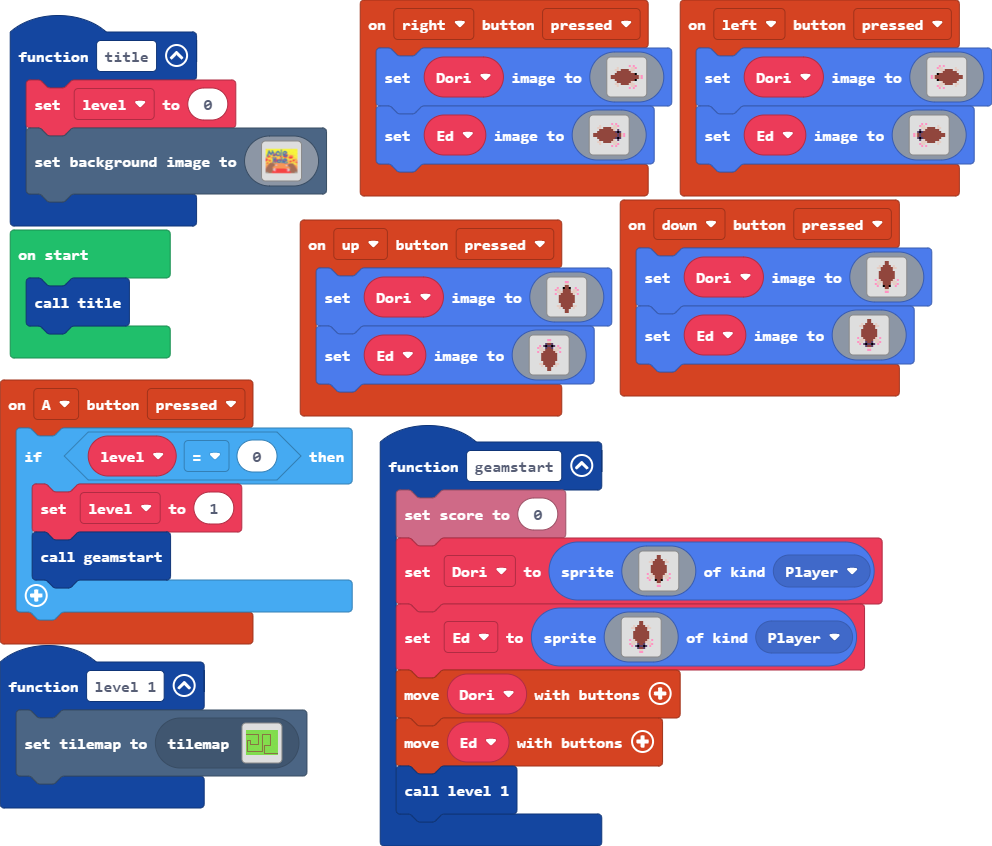 function title
set level to 0
set background image to
on start
call title
on right button pressed
set Dori image to
set Ed image to
on left button pressed
set Dori image to
set Ed image to
on up button pressed
set Dori image to
set Ed image to
on down button pressed
set Dori image to
set Ed image to
on A button pressed
if level = 0 then
set level to 1
call geamstart
function level 1
set tilemap to tilemap
function geamstart
set score to 0
set Dori to sprite of kind Player
set Ed to sprite of kind Player
move Dori with buttons
move Ed with buttons
call level 1